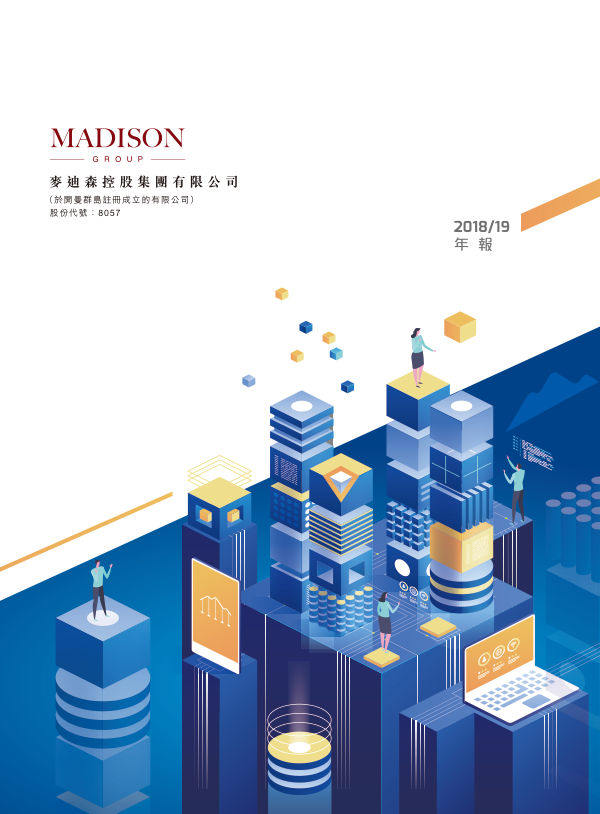 MADISON
GROUP
麥迪森控股集團有限公司
(於開曼群島註冊成立的有限公司)
股份代號：8057
2018/19
年報